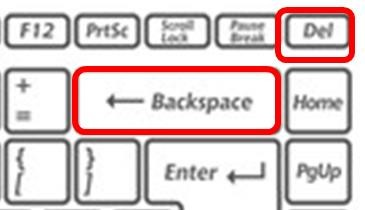 F12 PrtSc Scroll Lock Pause Break Del
+ = ← Backspace Home
{ [ } ] Enter ↵ PgUp